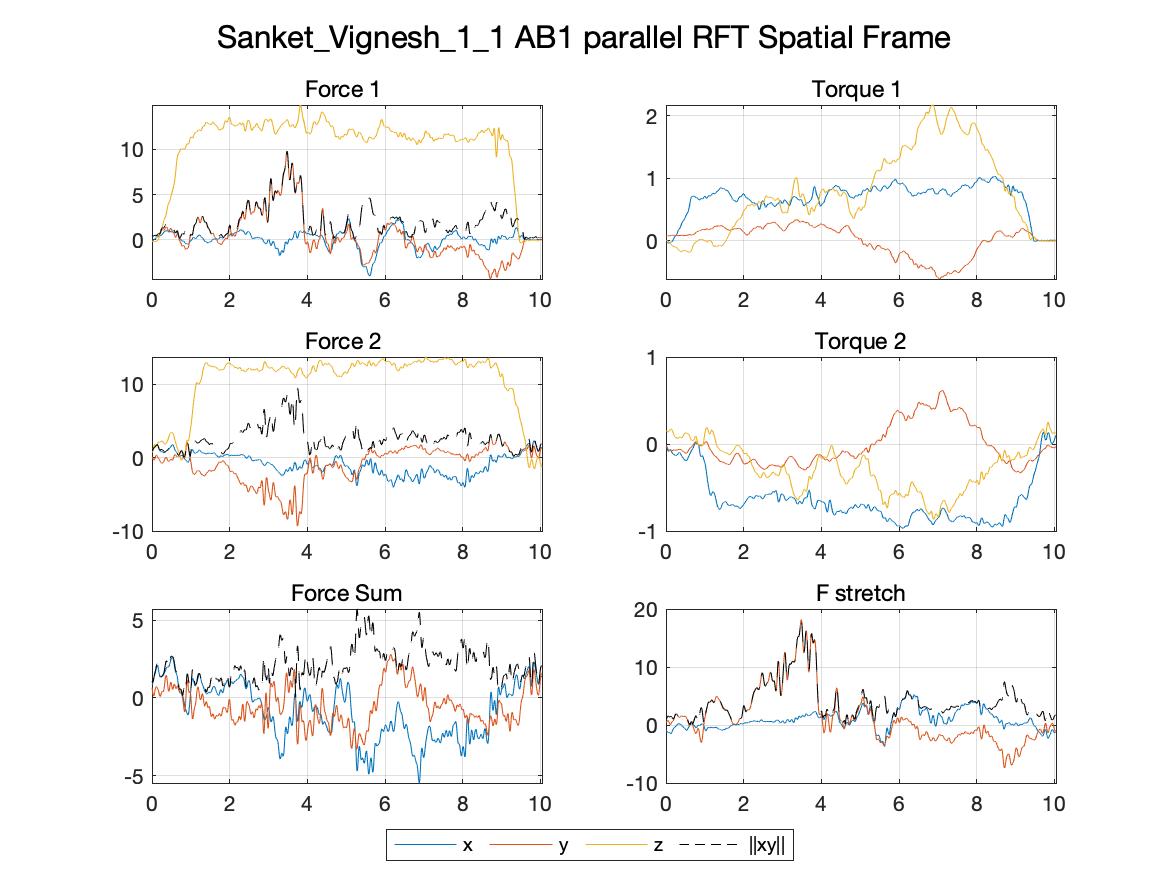 Sanket_Vignesh_1_1 AB1 parallel RFT Spatial Frame
Force 1
10
5
0
0 2 4 6 8 10
Torque 1
2
1
0
0 2 4 6 8 10
Force 2
10
0
-10
0 2 4 6 8 10
Torque 2
1
0
-1
0 2 4 6 8 10
Force Sum
5
0
-5
0 2 4 6 8 10
F stretch
20
10
0
-10
0 2 4 6 8 10
x y z ||xy||